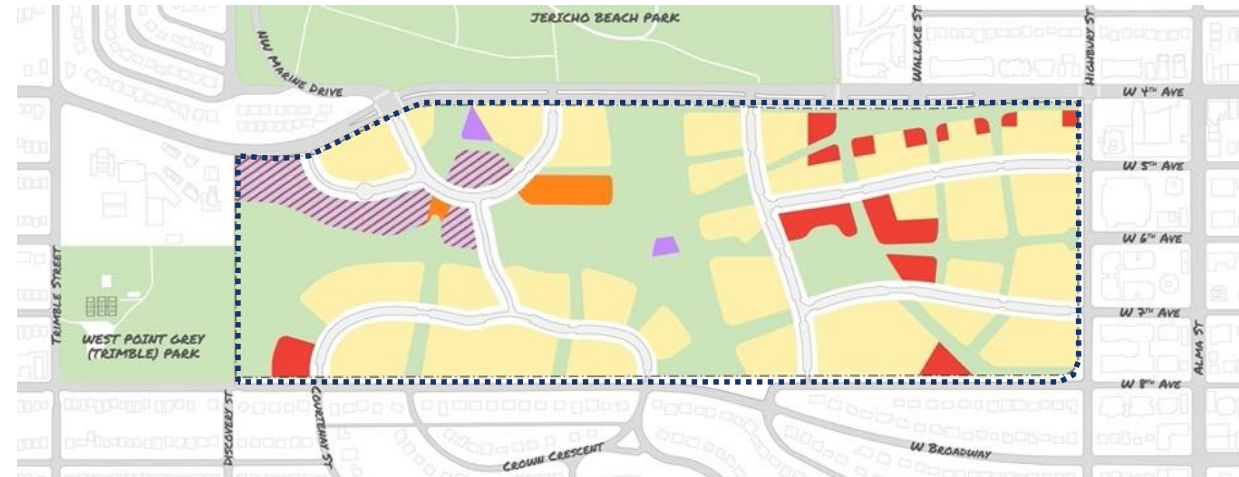 JERICHO BEACH PARK
NW MARINE DRIVE
WALLACE ST
HIGHBURY ST
W 4TH AVE
W 5TH AVE
W 6TH AVE
W 7TH AVE
W 8TH AVE
ALMA ST
TRIMBLE STREET
WEST POINT GREY
(TRIMBLE) PARK
DISCOVERY ST
COURTENAY ST
CROWN CRESCENT
W BROADWAY